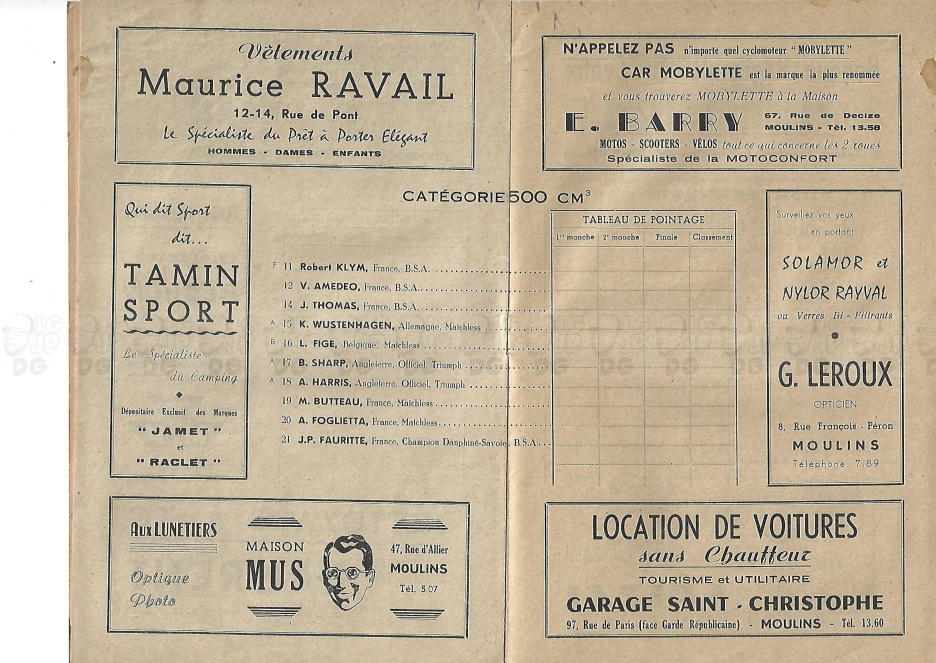 Vêtements
Maurice RAVAIL
12-14, Rue de Pont
Le Spécialiste du Prêt à Porter Elégant
HOMMES - DAMES - ENFANTS
N'APPELEZ PAS n'importe quel cyclomoteur "MOBYLETTE"
CAR MOBYLETTE est la marque la plus renommée
et vous trouverez MOBYLETTE à la Maison
E. BARRY
67, Rue de Decize
MOULINS - Tél. 13.58
MOTOS - SCOOTERS - VÉLOS tout ce qui concerne les 2 roues
Spécialiste de la MOTOCONFORT
CATÉGORIE 500 CM³
Qui dit Sport
dit...
TAMIN
SPORT
Le Spécialiste
du Camping
Dépositaire Exclusif des Marques
" JAMET "
et
" RACLET "
F 11 Robert KLYM, France, B.S.A.
12 V. AMEDEO, France, B.S.A.
14 J. THOMAS, France, B.S.A.
A 15 K. WUSTENHAGEN, Allemagne, Matchless
B 16 L. FIGE, Belgique, Matchless
A 17 B. SHARP, Angleterre, Officiel, Triumph
A 18 A. HARRIS, Angleterre, Officiel, Triumph
19 M. BUTTEAU, France, Matchless
20 A. FOGLIETTA, France, Matchless
21 J.P. FAURITTE, France, Champion Dauphiné-Savoie, B.S.A.
TABLEAU DE POINTAGE
1re manche 2e manche Finale Classement
Surveillez vos yeux
en portant
SOLAMOR et
NYLOR RAYVAL
ou Verres Bi - Filtrants
G. LEROUX
OPTICIEN
8, Rue François - Péron
MOULINS
Téléphone 7.89
Aux LUNETIERS
Optique
Photo
MAISON
MUS
47, Rue d'Allier
MOULINS
Tél. 5.07
LOCATION DE VOITURES
sans Chauffeur
TOURISME et UTILITAIRE
GARAGE SAINT - CHRISTOPHE
97, Rue de Paris (face Garde Républicaine) - MOULINS - Tél. 13.60